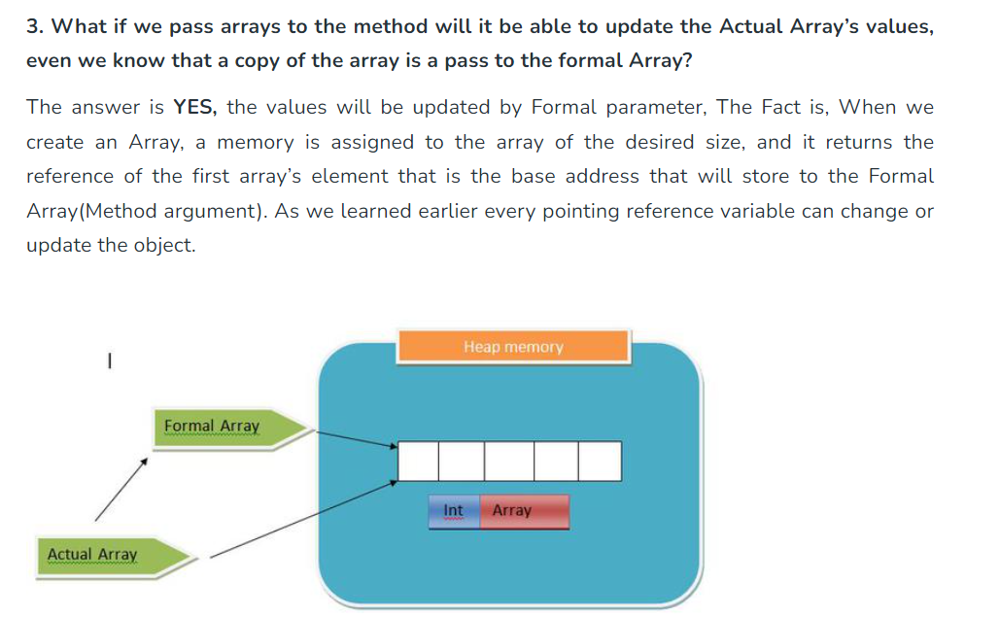 3. What if we pass arrays to the method will it be able to update the Actual Array’s values,
even we know that a copy of the array is a pass to the formal Array?
The answer is YES, the values will be updated by Formal parameter, The Fact is, When we
create an Array, a memory is assigned to the array of the desired size, and it returns the
reference of the first array’s element that is the base address that will store to the Formal
Array(Method argument). As we learned earlier every pointing reference variable can change or
update the object.
Heap memory
Formal Array
Int Array
Actual Array